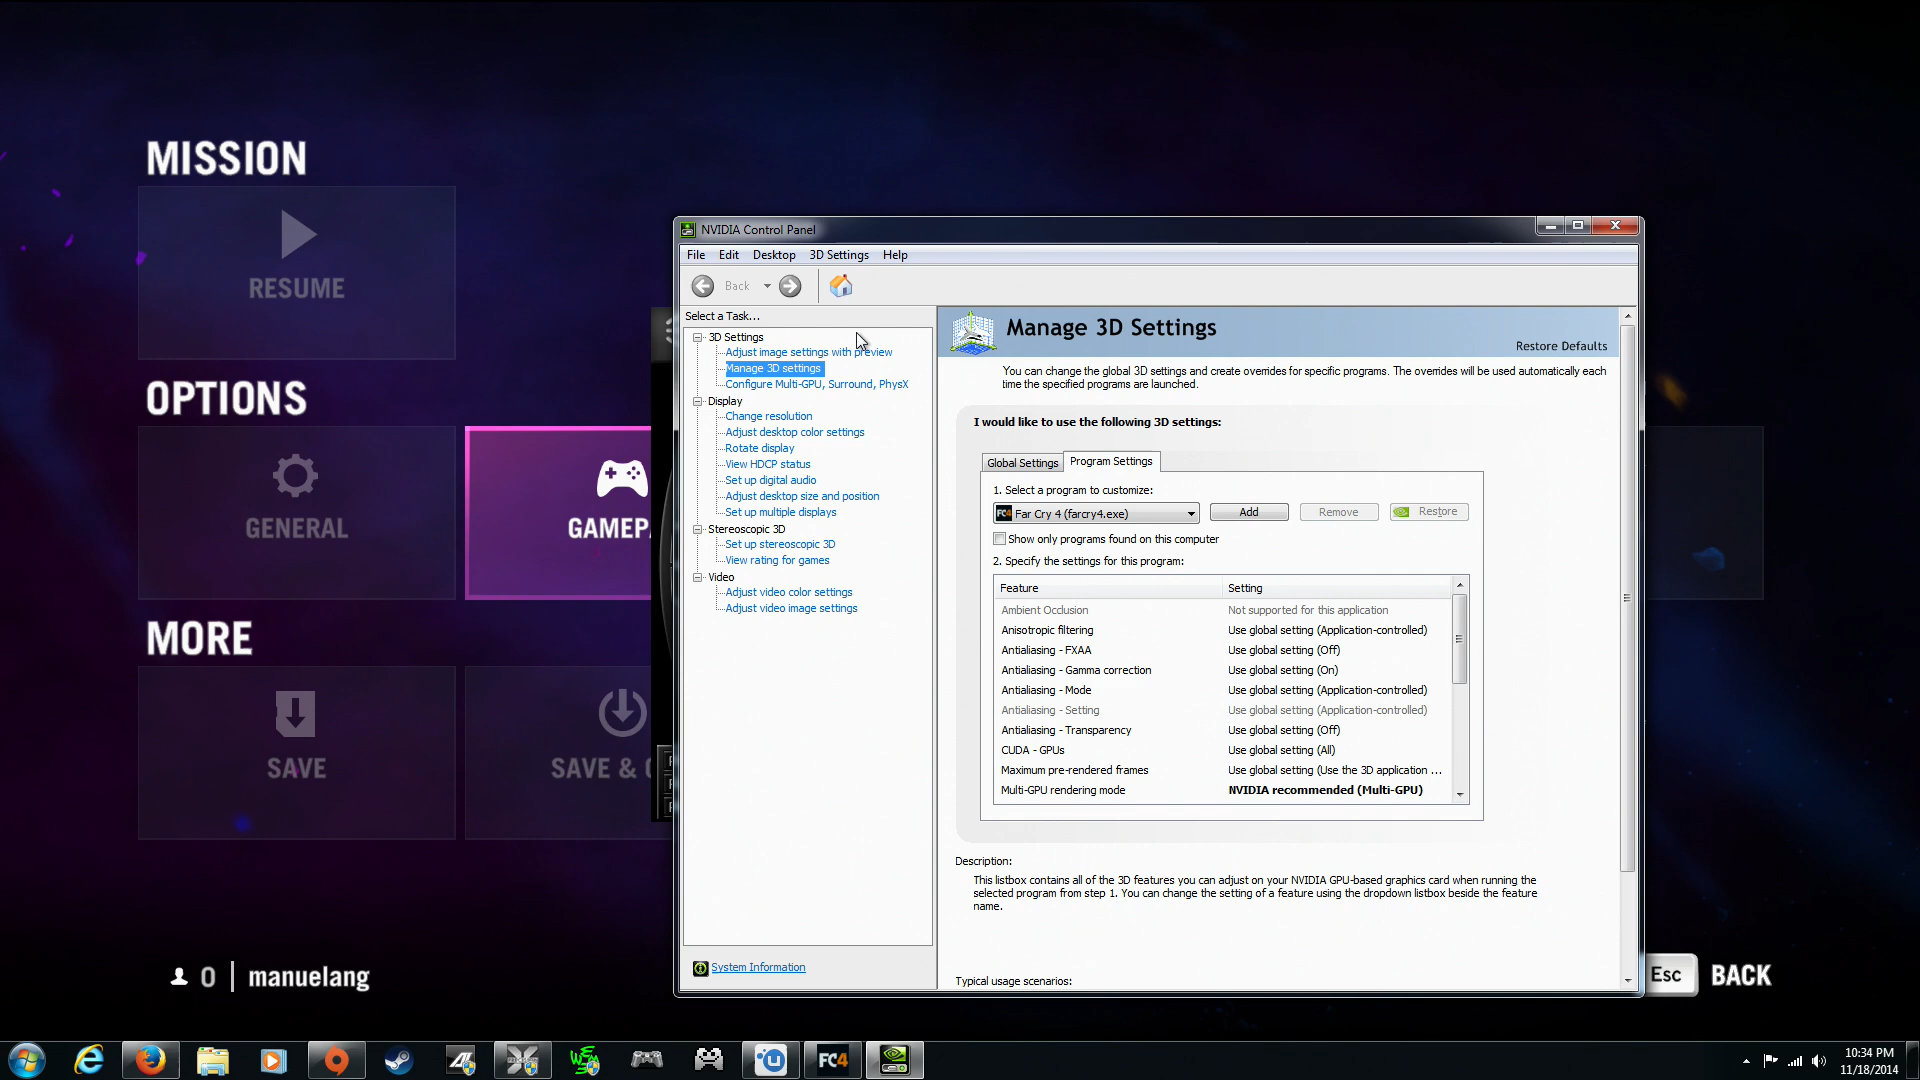 MISSION
RESUME
OPTIONS
GENERAL
GAMEPA
MORE
SAVE
SAVE &
0
manuelang
NVIDIA Control Panel
File Edit Desktop 3D Settings Help
Back
Select a Task...
3D Settings
Adjust image settings with preview
Manage 3D settings
Configure Multi-GPU, Surround, PhysX
Display
Change resolution
Adjust desktop color settings
Rotate display
View HDCP status
Set up digital audio
Adjust desktop size and position
Set up multiple displays
Stereoscopic 3D
Set up stereoscopic 3D
View rating for games
Video
Adjust video color settings
Adjust video image settings
System Information
Manage 3D Settings
Restore Defaults
You can change the global 3D settings and create overrides for specific programs. The overrides will be used automatically each
time the specified programs are launched.
I would like to use the following 3D settings:
Global Settings Program Settings
1. Select a program to customize:
FC4 Far Cry 4 (farcry4.exe) Add Remove Restore
Show only programs found on this computer
2. Specify the settings for this program:
Feature Setting
Ambient Occlusion Not supported for this application
Anisotropic filtering Use global setting (Application-controlled)
Antialiasing - FXAA Use global setting (Off)
Antialiasing - Gamma correction Use global setting (On)
Antialiasing - Mode Use global setting (Application-controlled)
Antialiasing - Setting Use global setting (Application-controlled)
Antialiasing - Transparency Use global setting (Off)
CUDA - GPUs Use global setting (All)
Maximum pre-rendered frames Use global setting (Use the 3D application ...
Multi-GPU rendering mode NVIDIA recommended (Multi-GPU)
Description:
This listbox contains all of the 3D features you can adjust on your NVIDIA GPU-based graphics card when running the
selected program from step 1. You can change the setting of a feature using the dropdown listbox beside the feature
name.
Typical usage scenarios:
Esc BACK
FC4
10:34 PM
11/18/2014